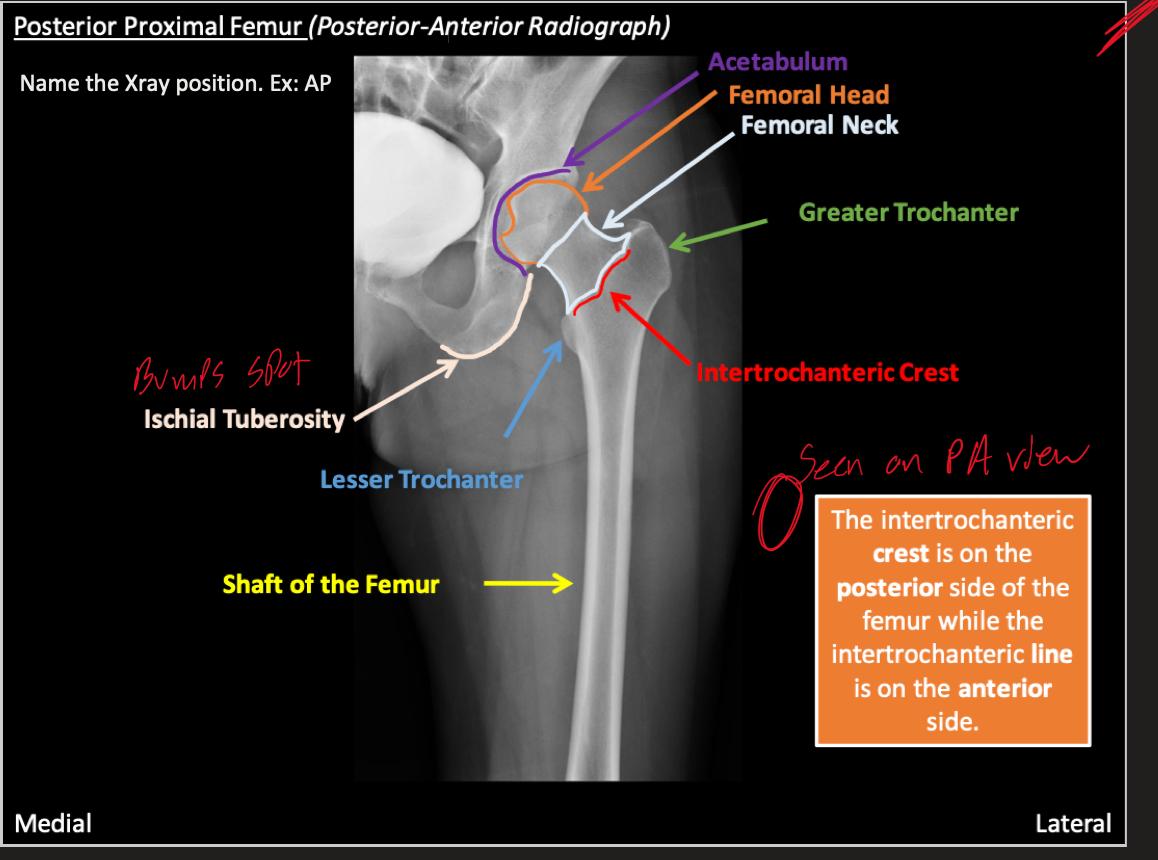 Posterior Proximal Femur (Posterior-Anterior Radiograph)
Name the Xray position. Ex: AP
Acetabulum
Femoral Head
Femoral Neck
Greater Trochanter
Intertrochanteric Crest
Bumps spot
Ischial Tuberosity
Lesser Trochanter
Seen on PA view
The intertrochanteric
crest is on the
posterior side of the
femur while the
intertrochanteric line
is on the anterior
side.
Shaft of the Femur
Medial
Lateral